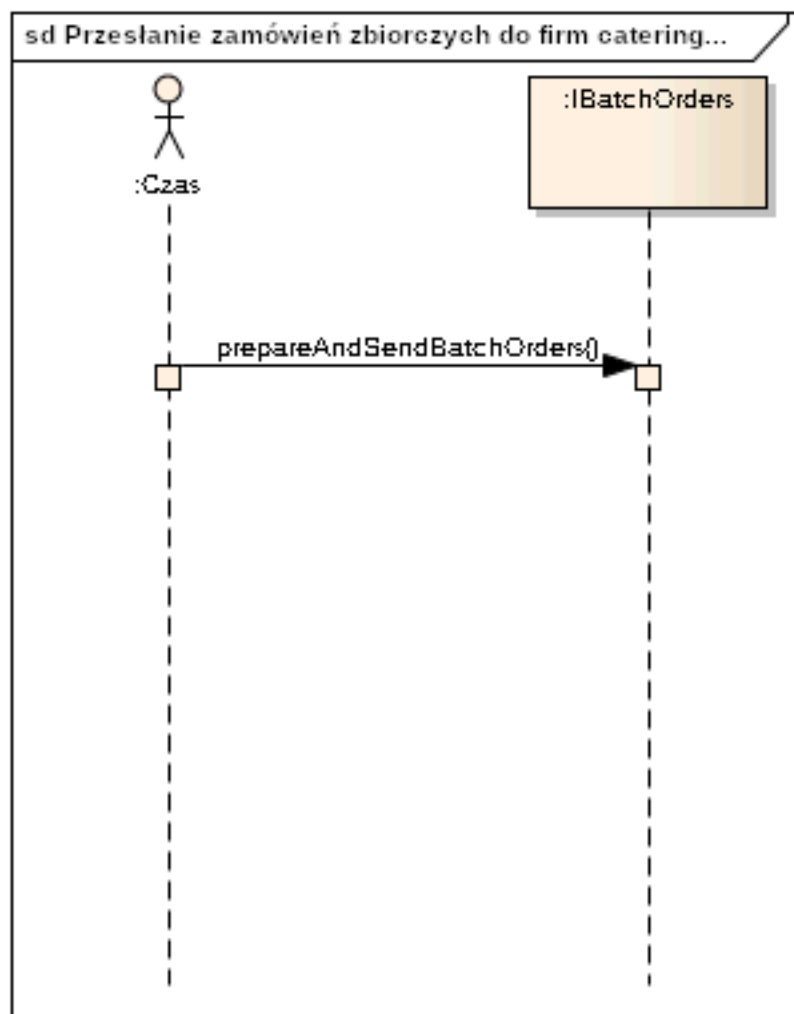 sd Przesłanie zamówień zbiorczych do firm catering...
:Czas
:IBatchOrders
prepareAndSendBatchOrders()